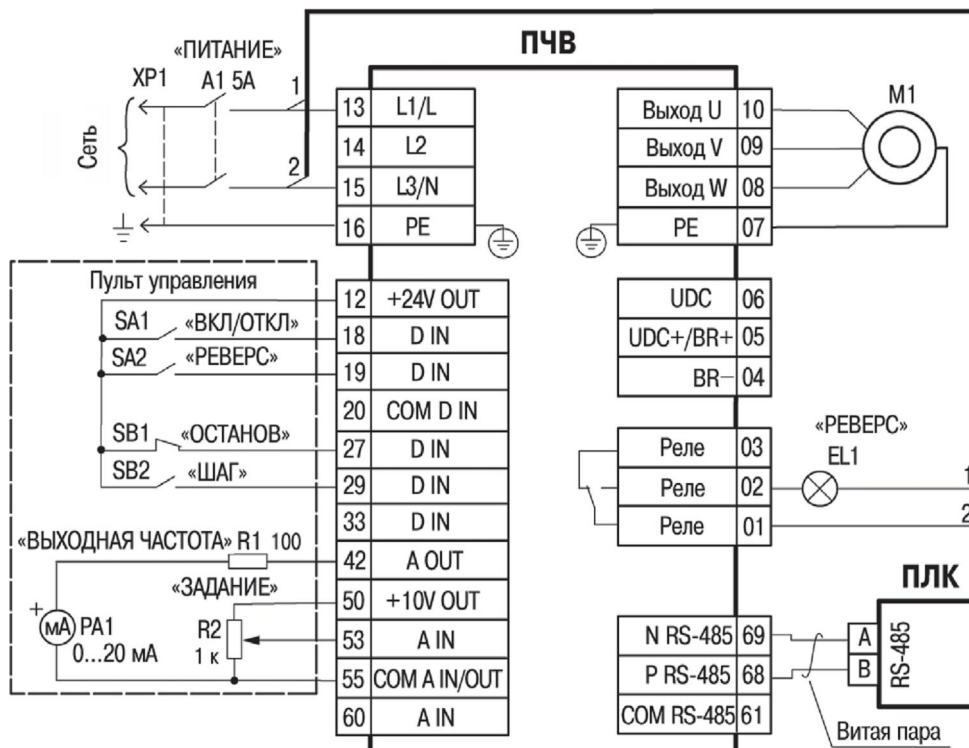 ПЧВ
«ПИТАНИЕ»
XP1 A1 5A 1
Сеть
2
13 L1/L
14 L2
15 L3/N
16 PE
Выход U 10
Выход V 09
Выход W 08
PE 07
M1
Пульт управления
SA1 «ВКЛ/ОТКЛ»
SA2 «РЕВЕРС»
SB1 «ОСТАНОВ»
SB2 «ШАГ»
«ВЫХОДНАЯ ЧАСТОТА» R1 100
«ЗАДАНИЕ»
+
мА PA1
0...20 мА
R2
1 к
12 +24V OUT
18 D IN
19 D IN
20 COM D IN
27 D IN
29 D IN
33 D IN
42 A OUT
50 +10V OUT
53 A IN
55 COM A IN/OUT
60 A IN
UDC 06
UDC+/BR+ 05
BR− 04
Реле 03
Реле 02
Реле 01
«РЕВЕРС»
EL1
1
2
ПЛК
N RS-485 69
P RS-485 68
COM RS-485 61
A
B
RS-485
Витая пара